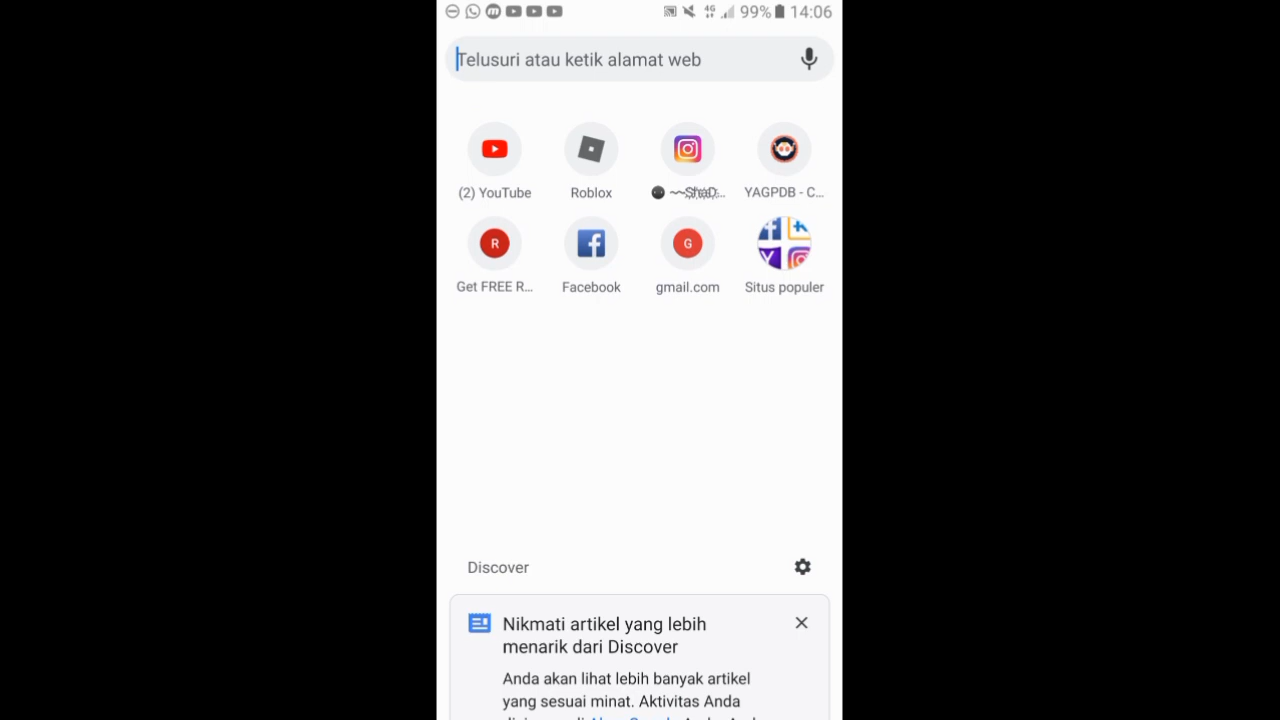 4G 99% 14:06
Telusuri atau ketik alamat web
(2) YouTube Roblox YAGPDB - C...
R G
Get FREE R... Facebook gmail.com Situs populer
Discover
Nikmati artikel yang lebih
menarik dari Discover
Anda akan lihat lebih banyak artikel
yang sesuai minat. Aktivitas Anda